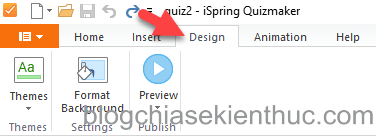 quiz2 - iSpring Quizmaker
Home Insert Design Animation Help
Aa
Themes Format Background Preview
Themes Settings Publish
blogchiasekienthuc.com